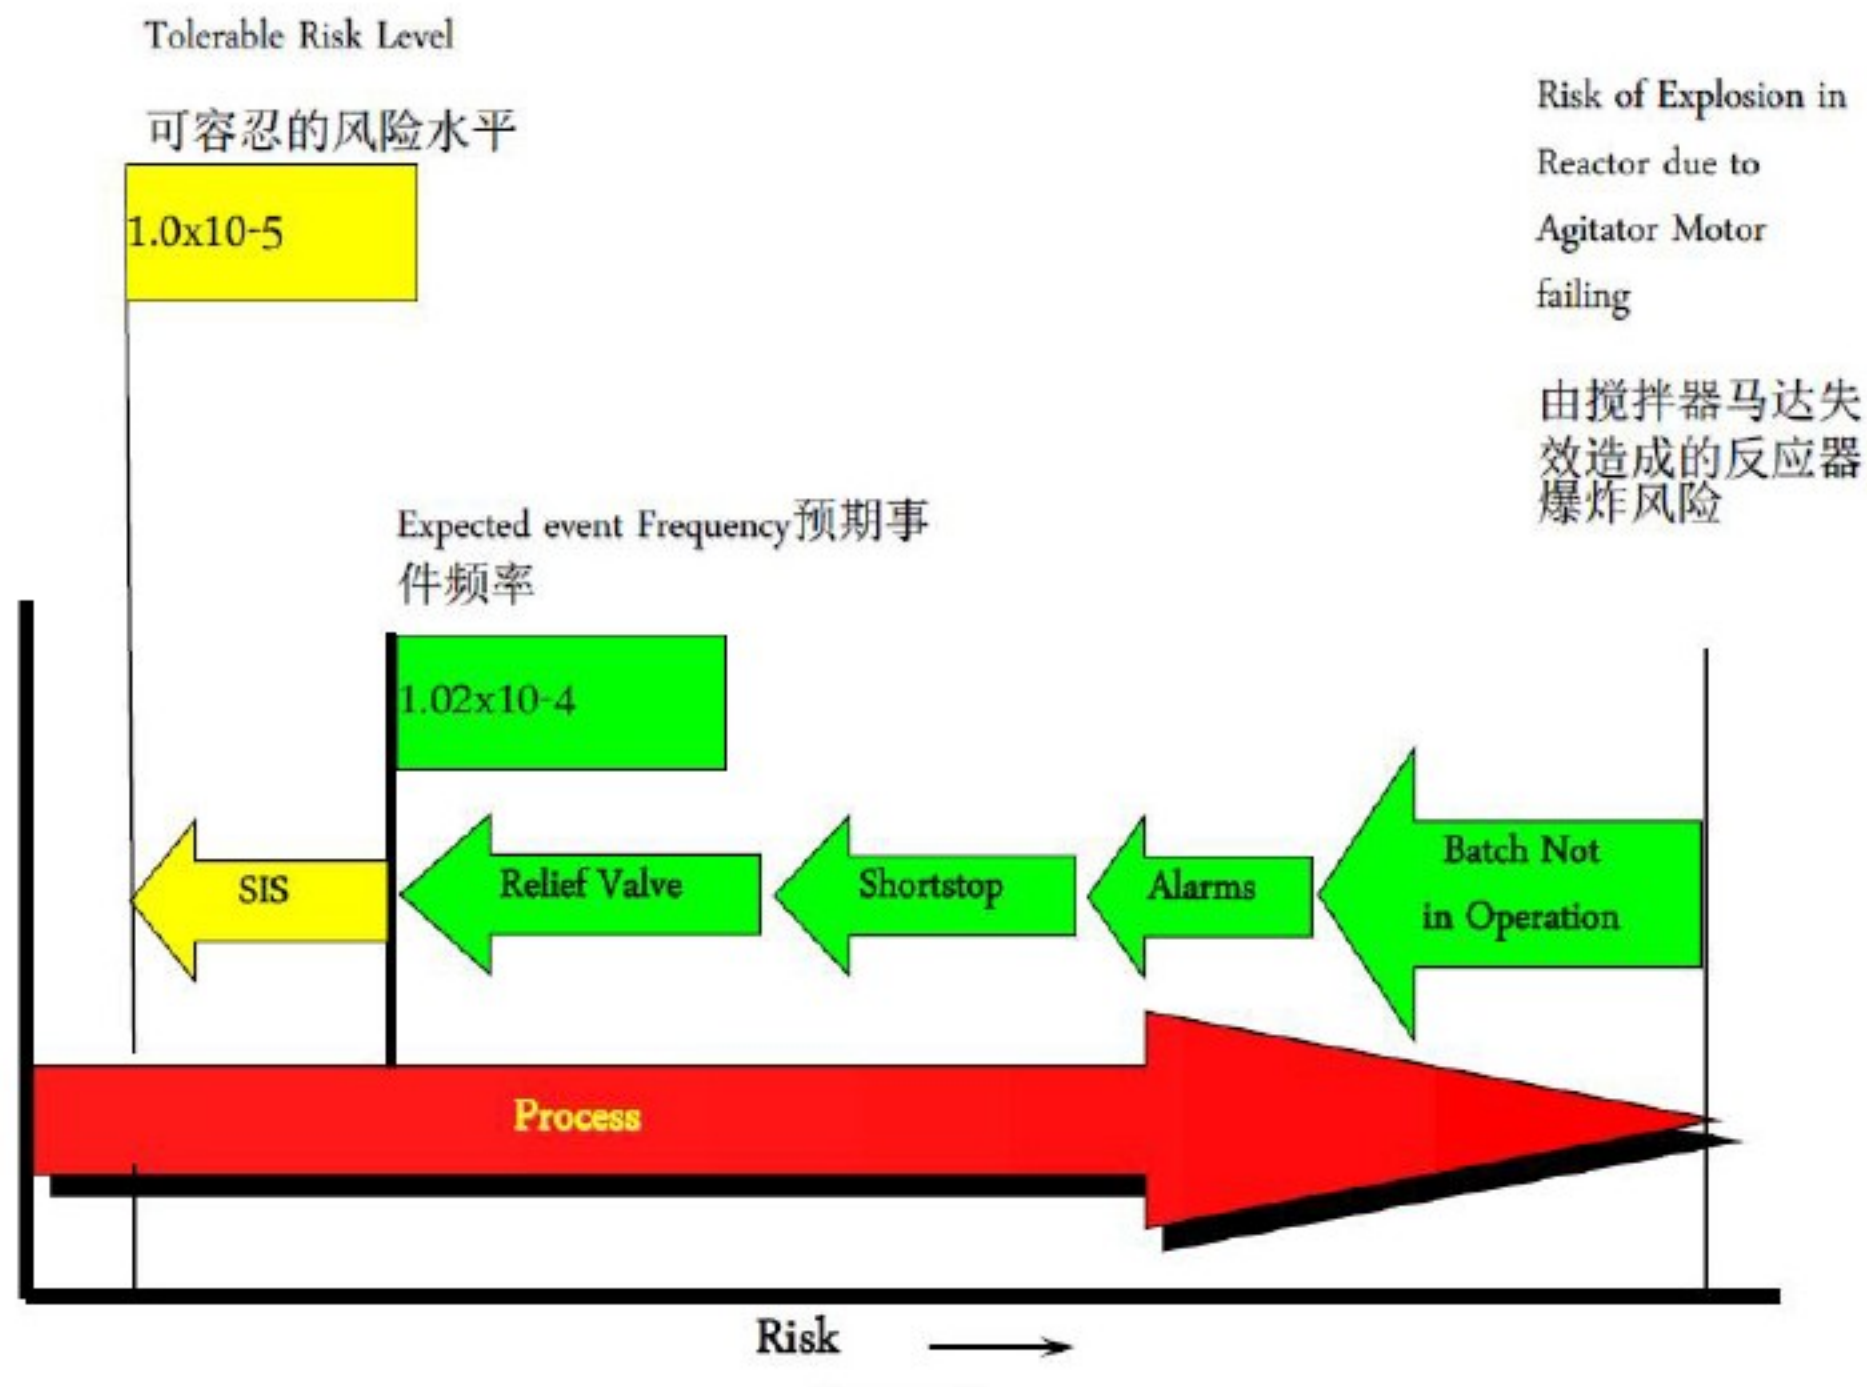 Tolerable Risk Level
可容忍的风险水平
1.0x10-5
Risk of Explosion in
Reactor due to
Agitator Motor
failing
由搅拌器马达失
效造成的反应器
爆炸风险
Expected event Frequency预期事
件频率
1.02x10-4
SIS
Relief Valve
Shortstop
Alarms
Batch Not
in Operation
Process
Risk